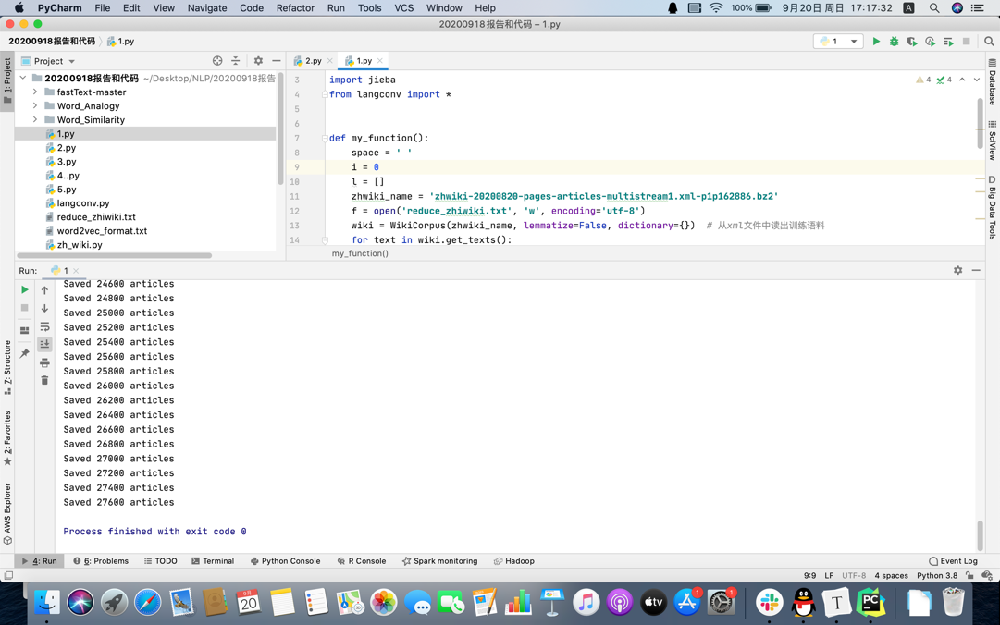 PyCharm File Edit View Navigate Code Refactor Run Tools VCS Window Help 100% 9月20日 周日 17:17:32 A
20200918报告和代码 – 1.py
20200918报告和代码 1.py 1
1: Project
Project
20200918报告和代码 ~/Desktop/NLP/20200918报告
fastText-master
Word_Analogy
Word_Similarity
1.py
2.py
3.py
4..py
5.py
langconv.py
reduce_zhiwiki.txt
word2vec_format.txt
zh_wiki.py
2.py 1.py
4 4
3 import jieba
4 from langconv import *
5
6
7 def my_function():
8 space = ' '
9 i = 0
10 l = []
11 zhwiki_name = 'zhwiki-20200820-pages-articles-multistream1.xml-p1p162886.bz2'
12 f = open('reduce_zhiwiki.txt', 'w', encoding='utf-8')
13 wiki = WikiCorpus(zhwiki_name, lemmatize=False, dictionary={}) # 从xml文件中读出训练语料
14 for text in wiki.get_texts():
my_function()
Database
SciView
D Big Data Tools
Run: 1
Saved 24600 articles
Saved 24800 articles
Saved 25000 articles
Saved 25200 articles
Saved 25400 articles
Saved 25600 articles
Saved 25800 articles
Saved 26000 articles
Saved 26200 articles
Saved 26400 articles
Saved 26600 articles
Saved 26800 articles
Saved 27000 articles
Saved 27200 articles
Saved 27400 articles
Saved 27600 articles
Process finished with exit code 0
7: Structure
2: Favorites
AWS Explorer
4: Run 6: Problems TODO Terminal Python Console R Console Spark monitoring Hadoop Event Log
9:9 LF UTF-8 4 spaces Python 3.8
9月
20
tv
1
1
T
PC